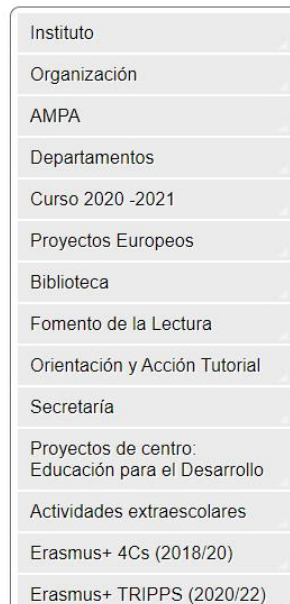 Instituto
Organización
AMPA
Departamentos
Curso 2020 -2021
Proyectos Europeos
Biblioteca
Fomento de la Lectura
Orientación y Acción Tutorial
Secretaría
Proyectos de centro:
Educación para el Desarrollo
Actividades extraescolares
Erasmus+ 4Cs (2018/20)
Erasmus+ TRIPPS (2020/22)